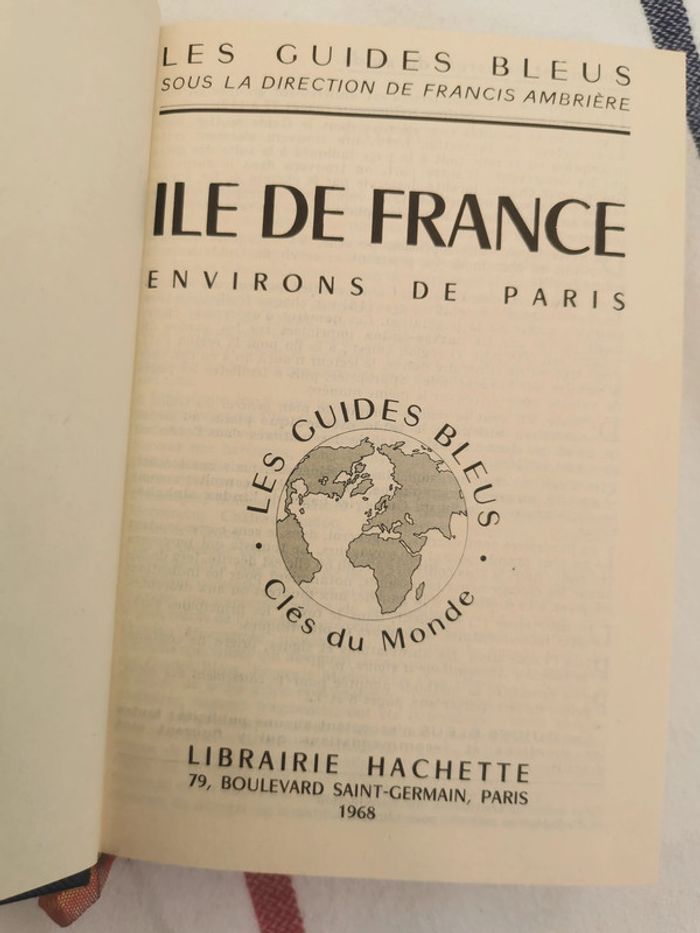 LES GUIDES BLEUS
SOUS LA DIRECTION DE FRANCIS AMBRIÈRE
ILE DE FRANCE
ENVIRONS DE PARIS
LES GUIDES BLEUS
• Clés du Monde •
LIBRAIRIE HACHETTE
79, BOULEVARD SAINT-GERMAIN, PARIS
1968